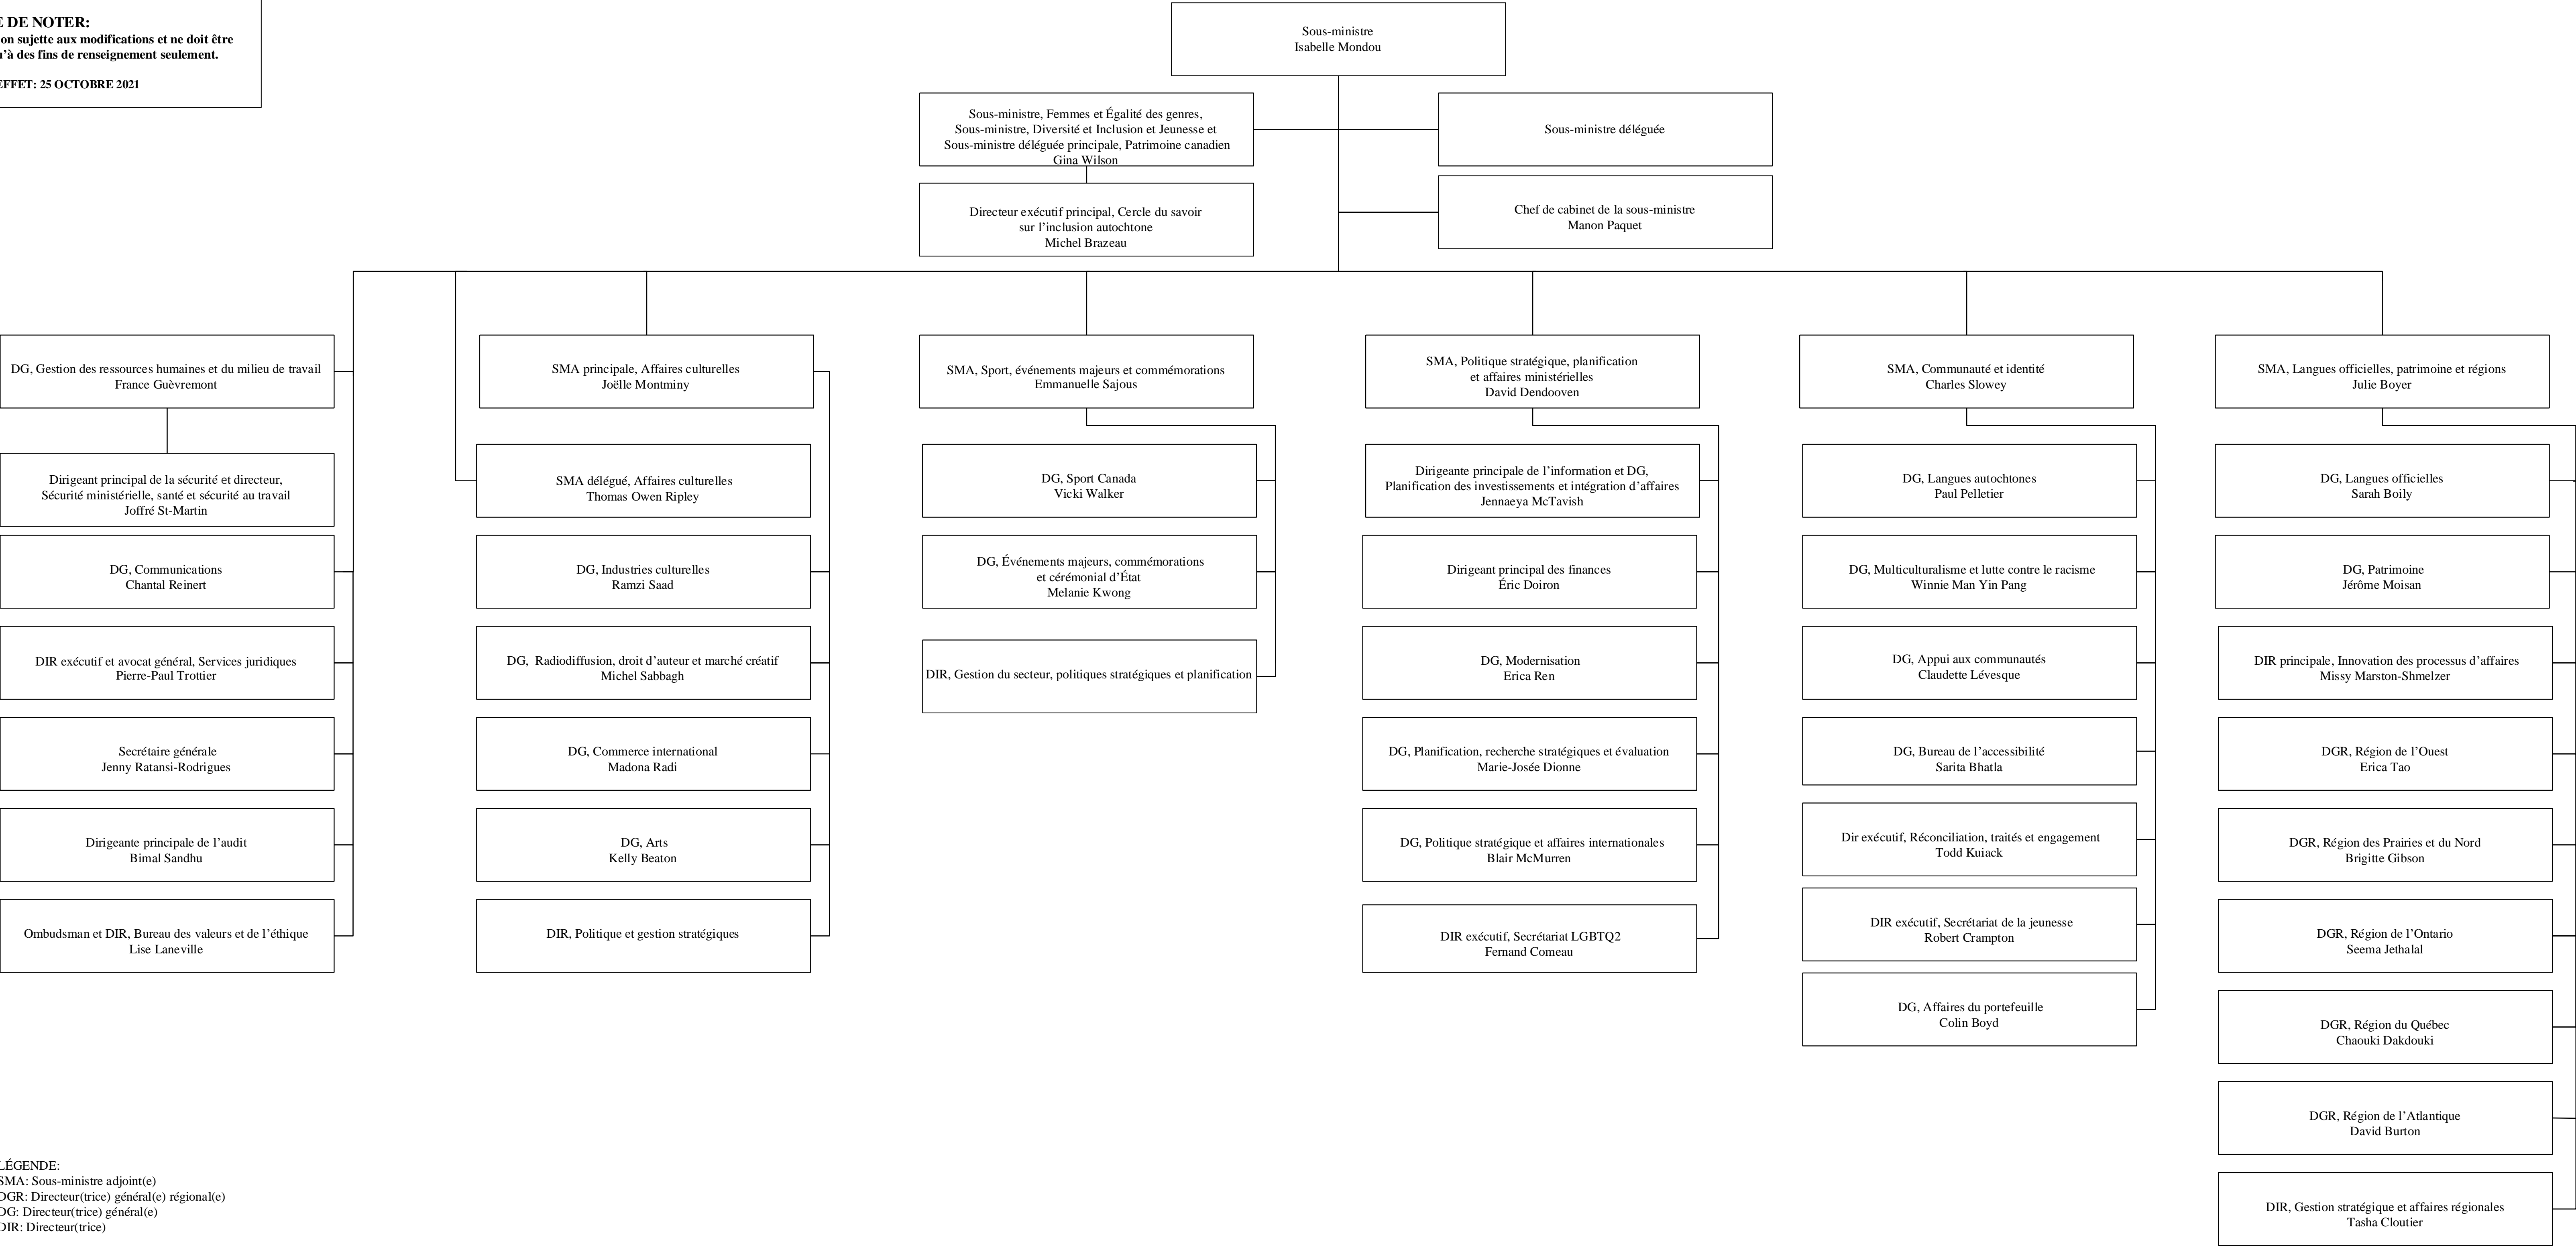 DE NOTER:
on sujette aux modifications et ne doit être
des fins de renseignement seulement.
EFFET: 25 OCTOBRE 2021
Sous-ministre
Isabelle Mondou
Sous-ministre, Femmes et Égalité des genres,
Sous-ministre, Diversité et Inclusion et Jeunesse et
Sous-ministre déléguée principale, Patrimoine canadien
Gina Wilson
Sous-ministre déléguée
Directeur exécutif principal, Cercle du savoir
sur l’inclusion autochtone
Michel Brazeau
Chef de cabinet de la sous-ministre
Manon Paquet
DG, Gestion des ressources humaines et du milieu de travail
France Guèvremont
Dirigeant principal de la sécurité et directeur,
Sécurité ministérielle, santé et sécurité au travail
Joffré St-Martin
DG, Communications
Chantal Reinert
DIR exécutif et avocat général, Services juridiques
Pierre-Paul Trottier
Secrétaire générale
Jenny Ratansi-Rodrigues
Dirigeante principale de l’audit
Bimal Sandhu
Ombudsman et DIR, Bureau des valeurs et de l’éthique
Lise Laneville
SMA principale, Affaires culturelles
Joëlle Montminy
SMA délégué, Affaires culturelles
Thomas Owen Ripley
DG, Industries culturelles
Ramzi Saad
DG, Radiodiffusion, droit d’auteur et marché créatif
Michel Sabbagh
DG, Commerce international
Madona Radi
DG, Arts
Kelly Beaton
DIR, Politique et gestion stratégiques
SMA, Sport, événements majeurs et commémorations
Emmanuelle Sajous
DG, Sport Canada
Vicki Walker
DG, Événements majeurs, commémorations
et cérémonial d’État
Melanie Kwong
DIR, Gestion du secteur, politiques stratégiques et planification
SMA, Politique stratégique, planification
et affaires ministérielles
David Dendooven
Dirigeante principale de l’information et DG,
Planification des investissements et intégration d’affaires
Jennaeya McTavish
Dirigeant principal des finances
Éric Doiron
DG, Modernisation
Erica Ren
DG, Planification, recherche stratégiques et évaluation
Marie-Josée Dionne
DG, Politique stratégique et affaires internationales
Blair McMurren
DIR exécutif, Secrétariat LGBTQ2
Fernand Comeau
SMA, Communauté et identité
Charles Slowey
DG, Langues autochtones
Paul Pelletier
DG, Multiculturalisme et lutte contre le racisme
Winnie Man Yin Pang
DG, Appui aux communautés
Claudette Lévesque
DG, Bureau de l’accessibilité
Sarita Bhatla
Dir exécutif, Réconciliation, traités et engagement
Todd Kuiack
DIR exécutif, Secrétariat de la jeunesse
Robert Crampton
DG, Affaires du portefeuille
Colin Boyd
SMA, Langues officielles, patrimoine et régions
Julie Boyer
DG, Langues officielles
Sarah Boily
DG, Patrimoine
Jérôme Moisan
DIR principale, Innovation des processus d’affaires
Missy Marston-Shmelzer
DGR, Région de l’Ouest
Erica Tao
DGR, Région des Prairies et du Nord
Brigitte Gibson
DGR, Région de l’Ontario
Seema Jethalal
DGR, Région du Québec
Chaouki Dakdouki
DGR, Région de l’Atlantique
David Burton
DIR, Gestion stratégique et affaires régionales
Tasha Cloutier
LÉGENDE:
SMA: Sous-ministre adjoint(e)
DGR: Directeur(trice) général(e) régional(e)
DG: Directeur(trice) général(e)
DIR: Directeur(trice)